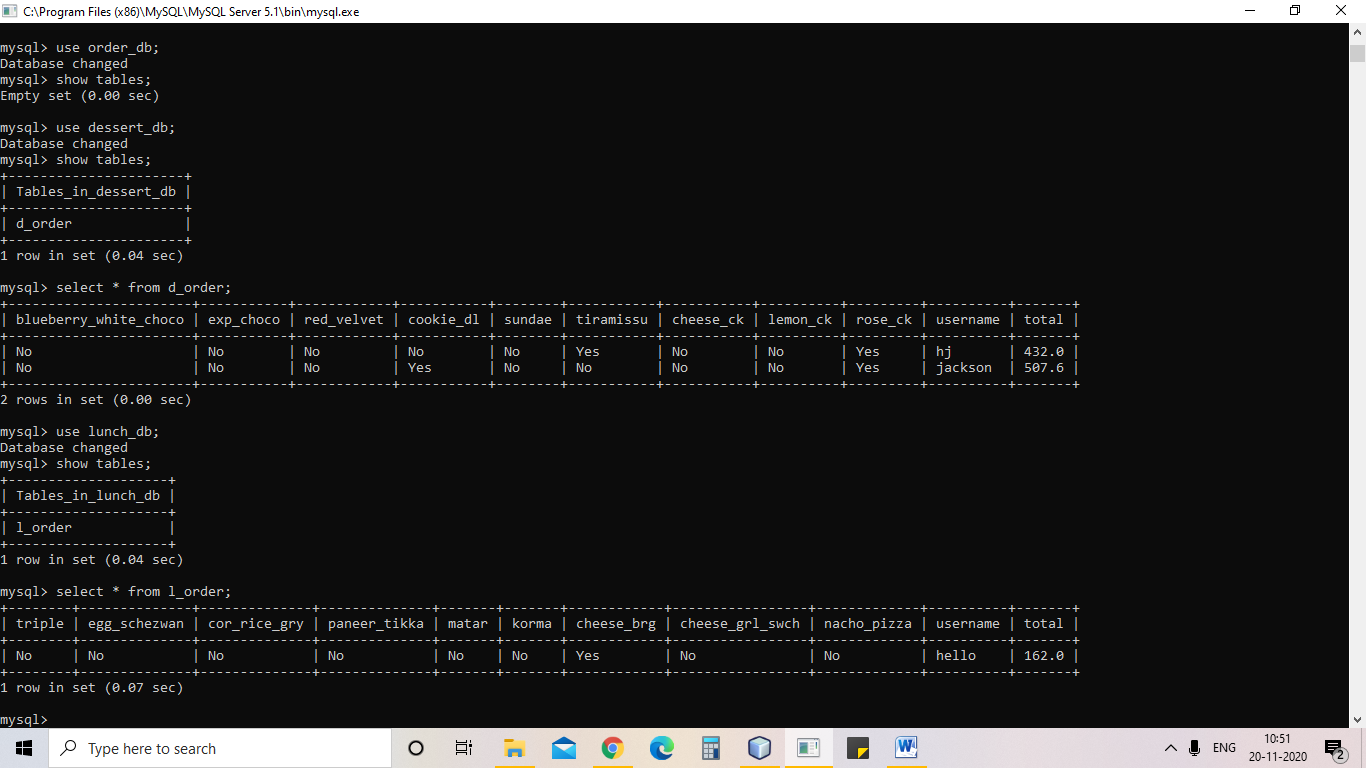 C:\Program Files (x86)\MySQL\MySQL Server 5.1\bin\mysql.exe
mysql> use order_db;
Database changed
mysql> show tables;
Empty set (0.00 sec)
mysql> use dessert_db;
Database changed
mysql> show tables;
+----------------------+
| Tables_in_dessert_db |
+----------------------+
| d_order              |
+----------------------+
1 row in set (0.04 sec)
mysql> select * from d_order;
+-----------------------+-----------+------------+-----------+--------+-----------+-----------+----------+---------+----------+-------+
| blueberry_white_choco | exp_choco | red_velvet | cookie_dl | sundae | tiramissu | cheese_ck | lemon_ck | rose_ck | username | total |
+-----------------------+-----------+------------+-----------+--------+-----------+-----------+----------+---------+----------+-------+
| No                    | No        | No         | No        | No     | Yes       | No        | No       | Yes     | hj       | 432.0 |
| No                    | No        | No         | Yes       | No     | No        | No        | No       | Yes     | jackson  | 507.6 |
+-----------------------+-----------+------------+-----------+--------+-----------+-----------+----------+---------+----------+-------+
2 rows in set (0.00 sec)
mysql> use lunch_db;
Database changed
mysql> show tables;
+--------------------+
| Tables_in_lunch_db |
+--------------------+
| l_order            |
+--------------------+
1 row in set (0.04 sec)
mysql> select * from l_order;
+--------+--------------+--------------+--------------+-------+-------+------------+-----------------+-------------+----------+-------+
| triple | egg_schezwan | cor_rice_gry | paneer_tikka | matar | korma | cheese_brg | cheese_grl_swch | nacho_pizza | username | total |
+--------+--------------+--------------+--------------+-------+-------+------------+-----------------+-------------+----------+-------+
| No     | No           | No           | No           | No    | No    | Yes        | No              | No          | hello    | 162.0 |
+--------+--------------+--------------+--------------+-------+-------+------------+-----------------+-------------+----------+-------+
1 row in set (0.07 sec)
mysql>
Type here to search
ENG
10:51
20-11-2020
2